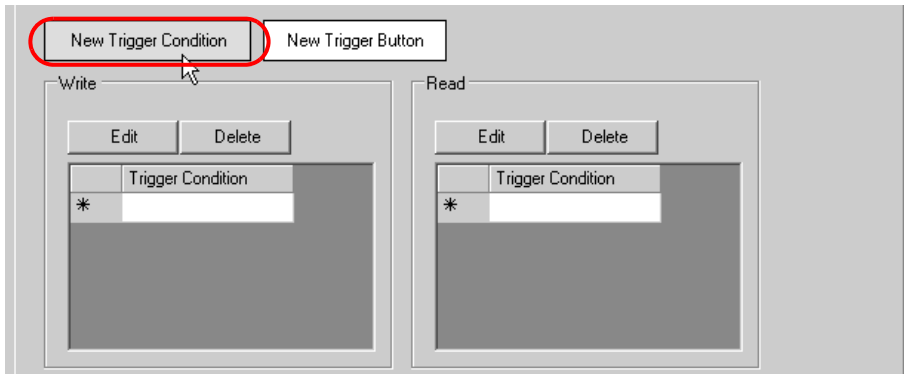 New Trigger Condition New Trigger Button
Write Read
Edit Delete Edit Delete
Trigger Condition Trigger Condition
* *